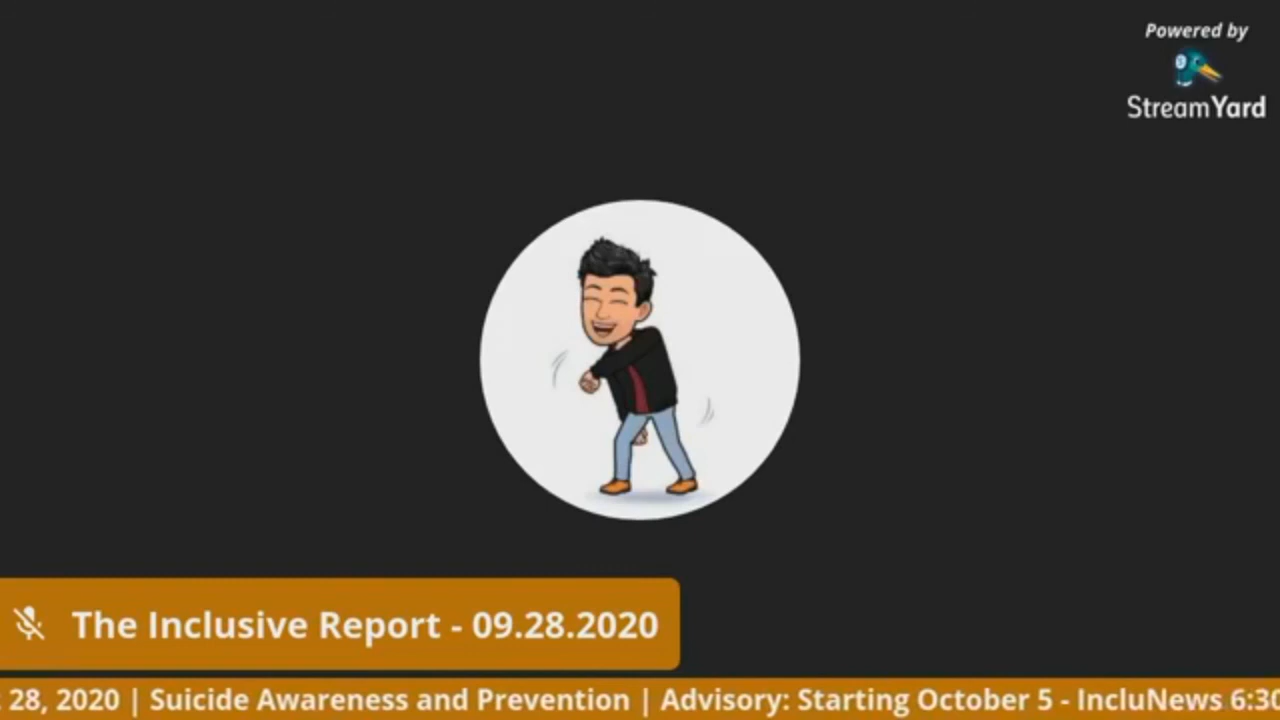 Powered by
StreamYard
The Inclusive Report - 09.28.2020
28, 2020 | Suicide Awareness and Prevention | Advisory: Starting October 5 - IncluNews 6:30